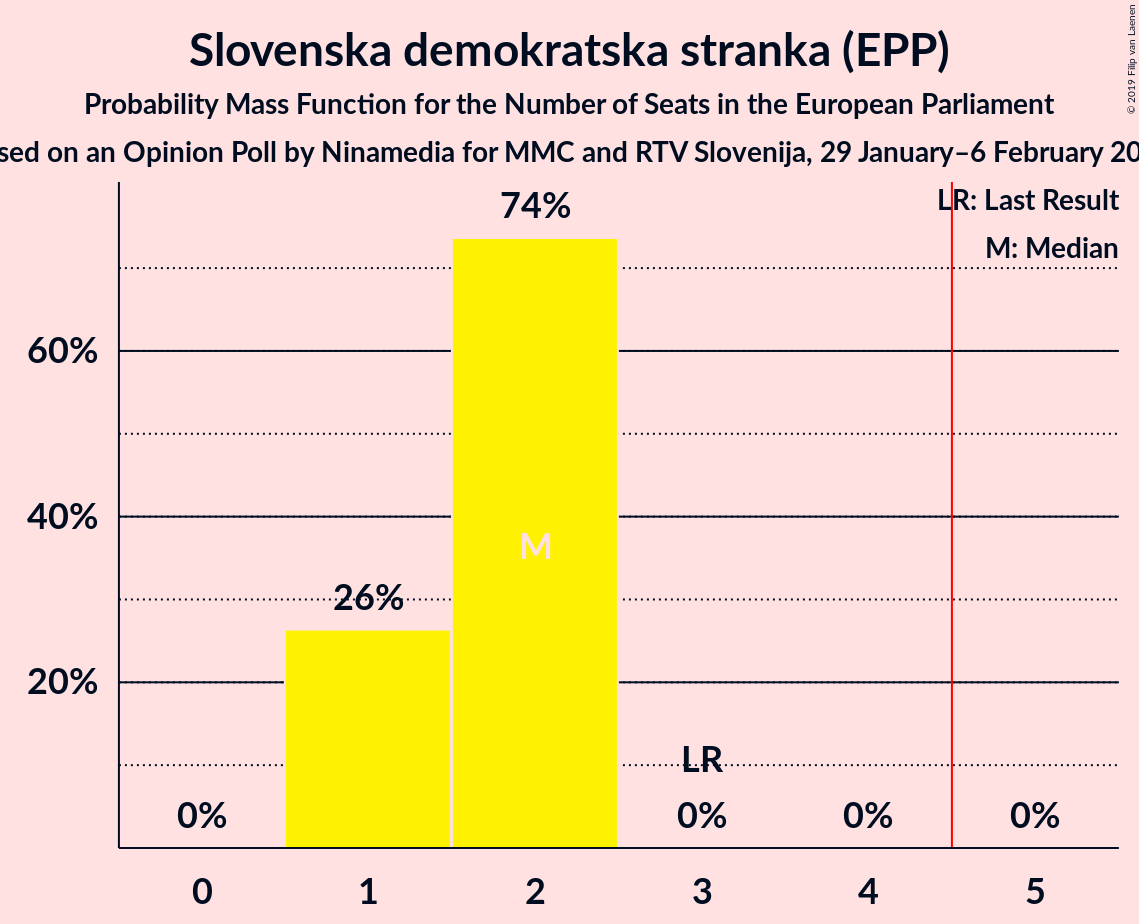 Slovenska demokratska stranka (EPP)
Probability Mass Function for the Number of Seats in the European Parliament
sed on an Opinion Poll by Ninamedia for MMC and RTV Slovenija, 29 January–6 February 20
© 2019 Filip van Laenen
LR: Last Result
M: Median
74%
60%
40%
M
26%
20%
LR
0%
0%
0%
0%
0
1
2
3
4
5